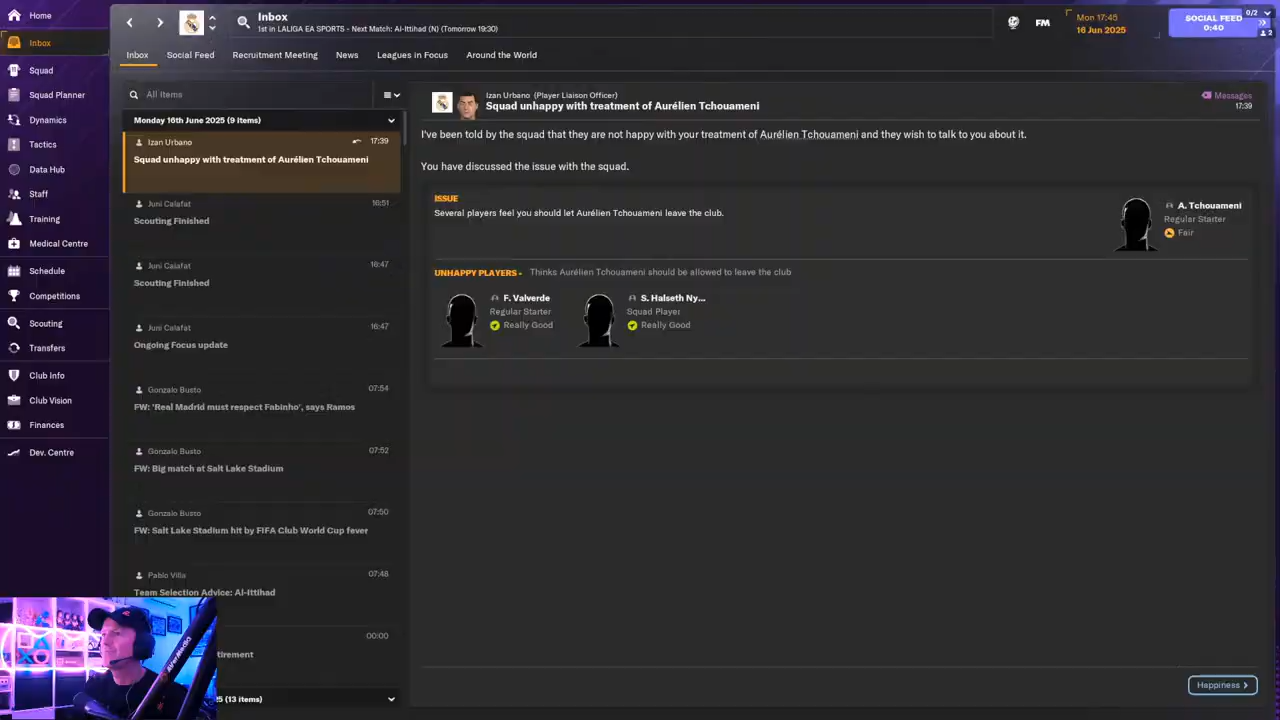 Home
Inbox
Squad
Squad Planner
Dynamics
Tactics
Data Hub
Staff
Training
Medical Centre
Schedule
Competitions
Scouting
Transfers
Club Info
Club Vision
Finances
Dev. Centre
Inbox
1st in LALIGA EA SPORTS - Next Match: Al-Ittihad (N) (Tomorrow 19:30)
FM
Mon 17:45
16 Jun 2025
SOCIAL FEED
0:40
0/2
2
Inbox
Social Feed
Recruitment Meeting
News
Leagues in Focus
Around the World
All Items
Monday 16th June 2025 (9 items)
Izan Urbano 17:39
Squad unhappy with treatment of Aurélien Tchouameni
Juni Calafat 16:51
Scouting Finished
Juni Calafat 16:47
Scouting Finished
Juni Calafat 16:47
Ongoing Focus update
Gonzalo Busto 07:54
FW: 'Real Madrid must respect Fabinho', says Ramos
Gonzalo Busto 07:52
FW: Big match at Salt Lake Stadium
Gonzalo Busto 07:50
FW: Salt Lake Stadium hit by FIFA Club World Cup fever
Pablo Villa 07:48
Team Selection Advice: Al-Ittihad
00:00
etirement
(13 items)
Izan Urbano (Player Liaison Officer)
Squad unhappy with treatment of Aurélien Tchouameni
Messages
17:39
I've been told by the squad that they are not happy with your treatment of Aurélien Tchouameni and they wish to talk to you about it.
You have discussed the issue with the squad.
ISSUE
Several players feel you should let Aurélien Tchouameni leave the club.
A. Tchouameni
Regular Starter
Fair
UNHAPPY PLAYERS - Thinks Aurélien Tchouameni should be allowed to leave the club
F. Valverde
Regular Starter
Really Good
S. Halseth Ny...
Squad Player
Really Good
Happiness
AVerMedia